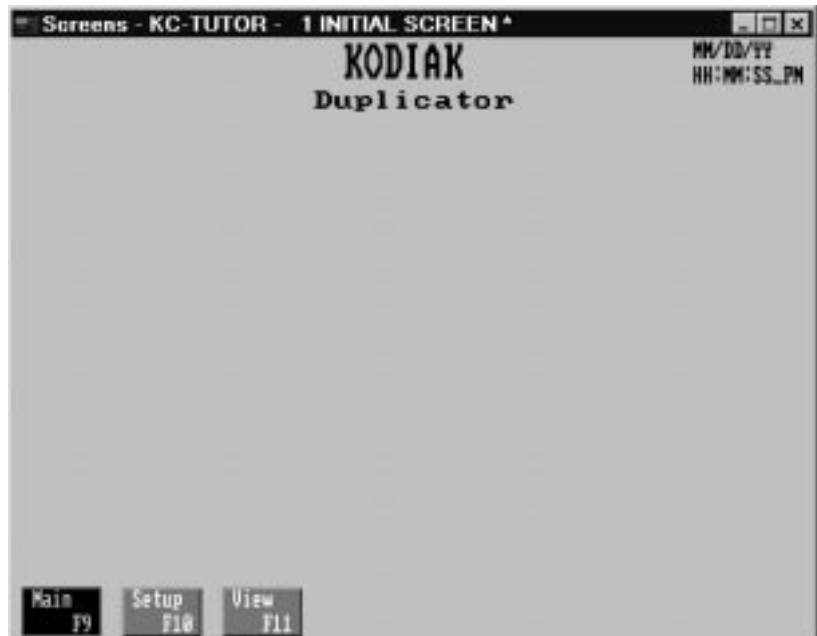 Screens - KC-TUTOR - 1 INITIAL SCREEN *
KODIAK
MM/DD/YY
HH:MM:SS_PM
Duplicator
Main
F9
Setup
F10
View
F11